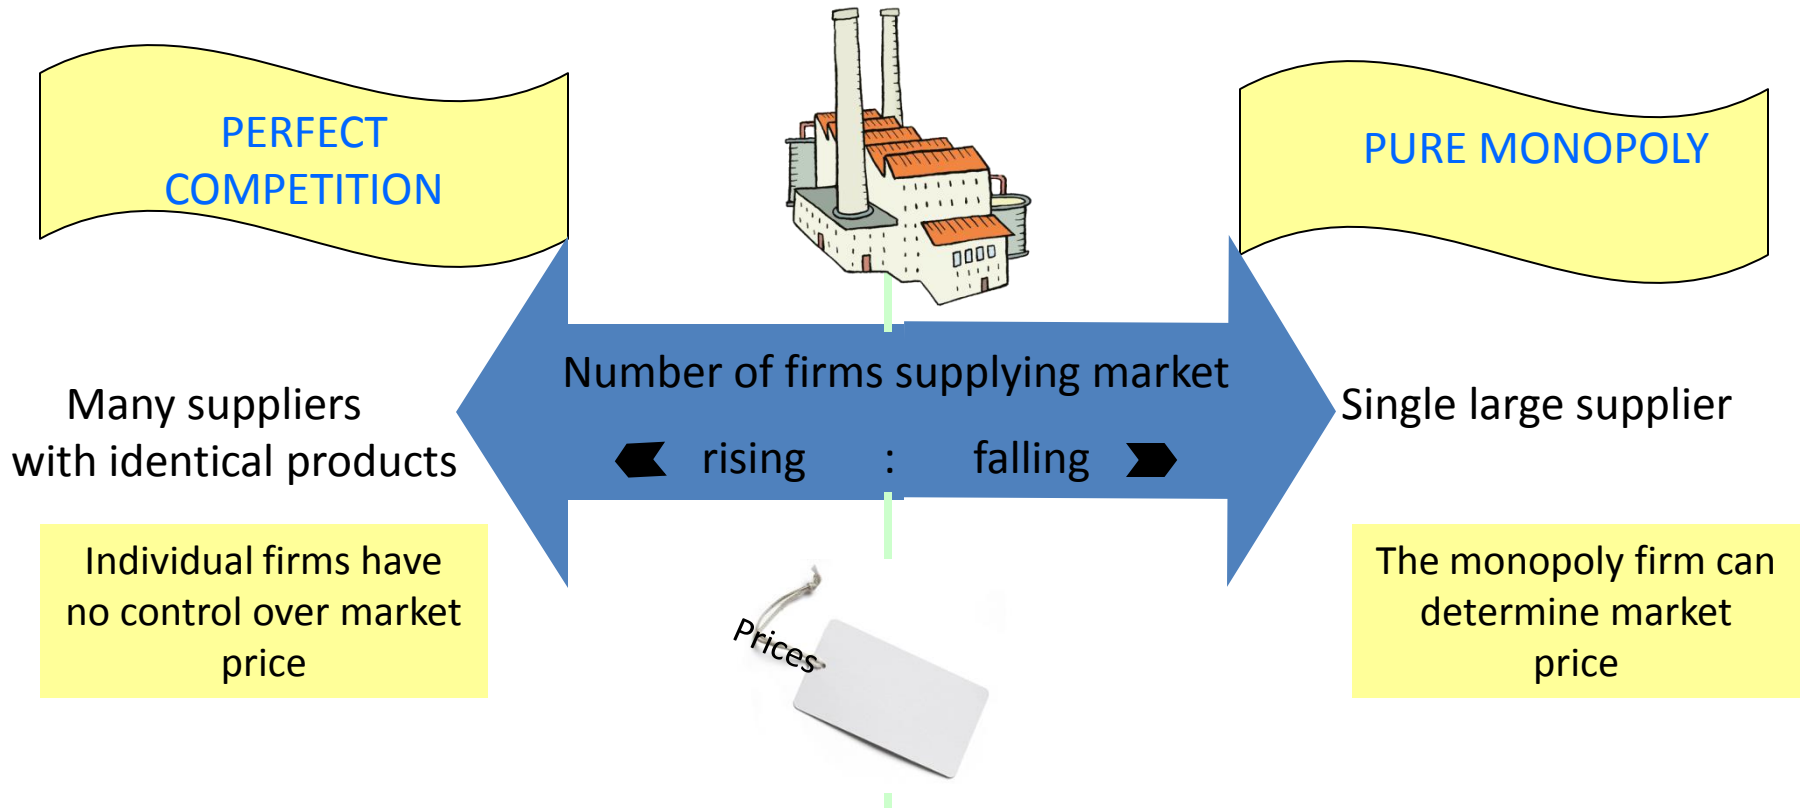 PERFECT
COMPETITION
PURE MONOPOLY
Number of firms supplying market
rising : falling
Many suppliers
with identical products
Single large supplier
Individual firms have
no control over market
price
Prices
The monopoly firm can
determine market
price